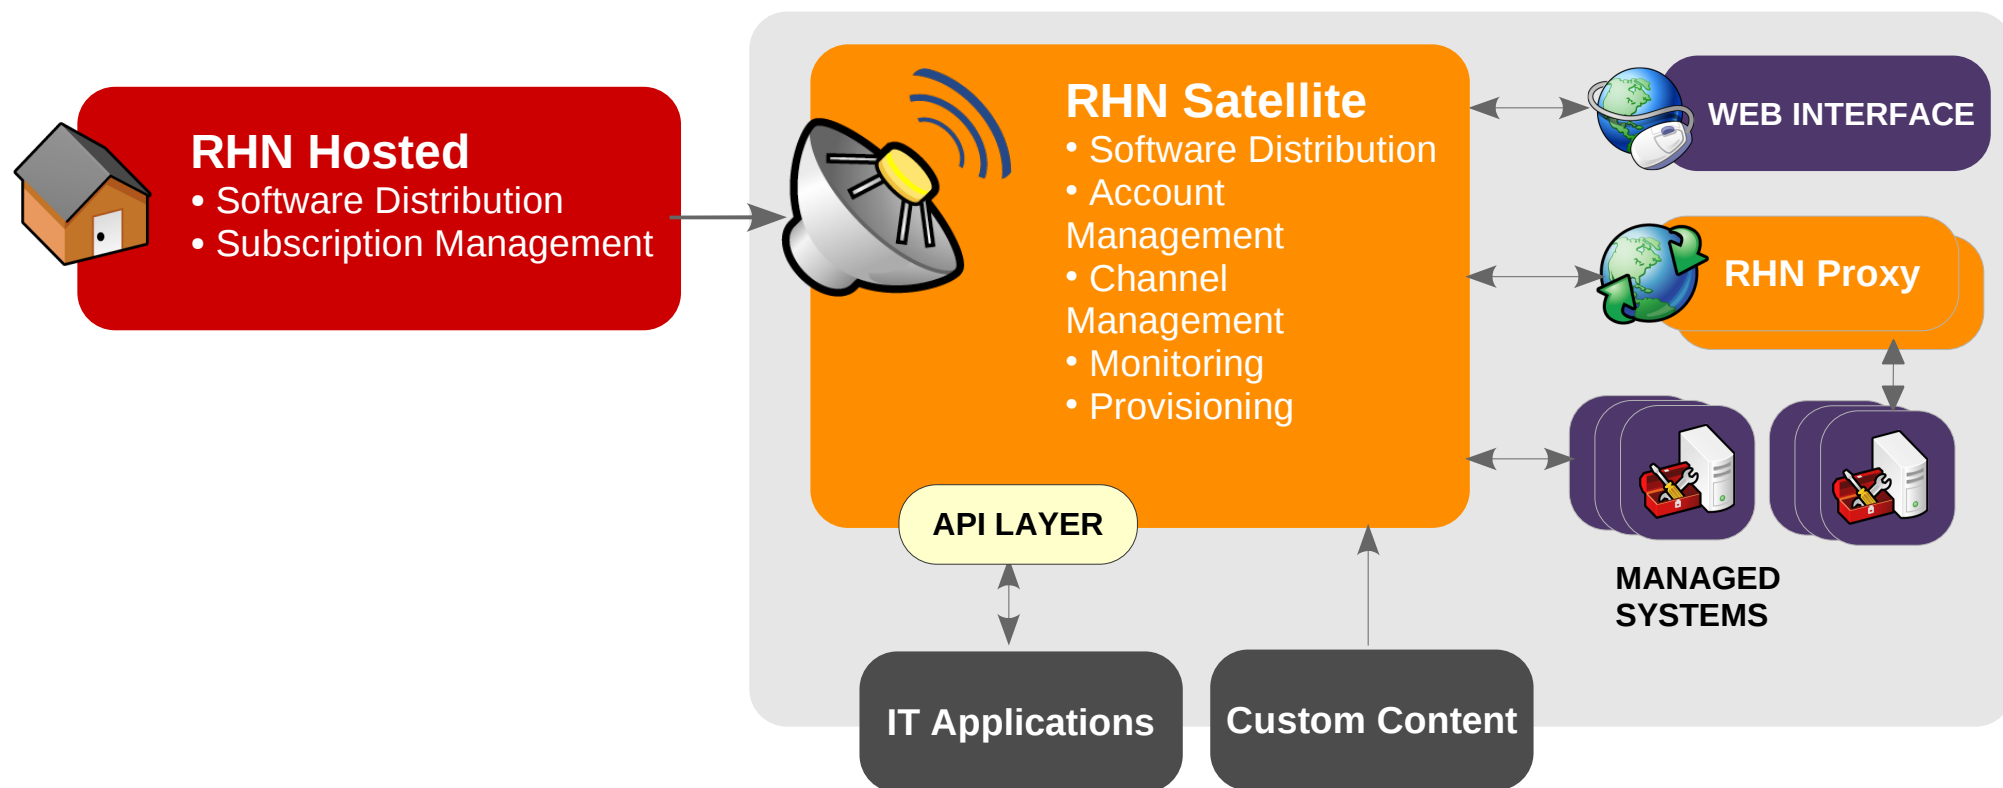 RHN Hosted
• Software Distribution
• Subscription Management
RHN Satellite
• Software Distribution
• Account
Management
• Channel
Management
• Monitoring
• Provisioning
API LAYER
WEB INTERFACE
RHN Proxy
MANAGED
SYSTEMS
IT Applications
Custom Content